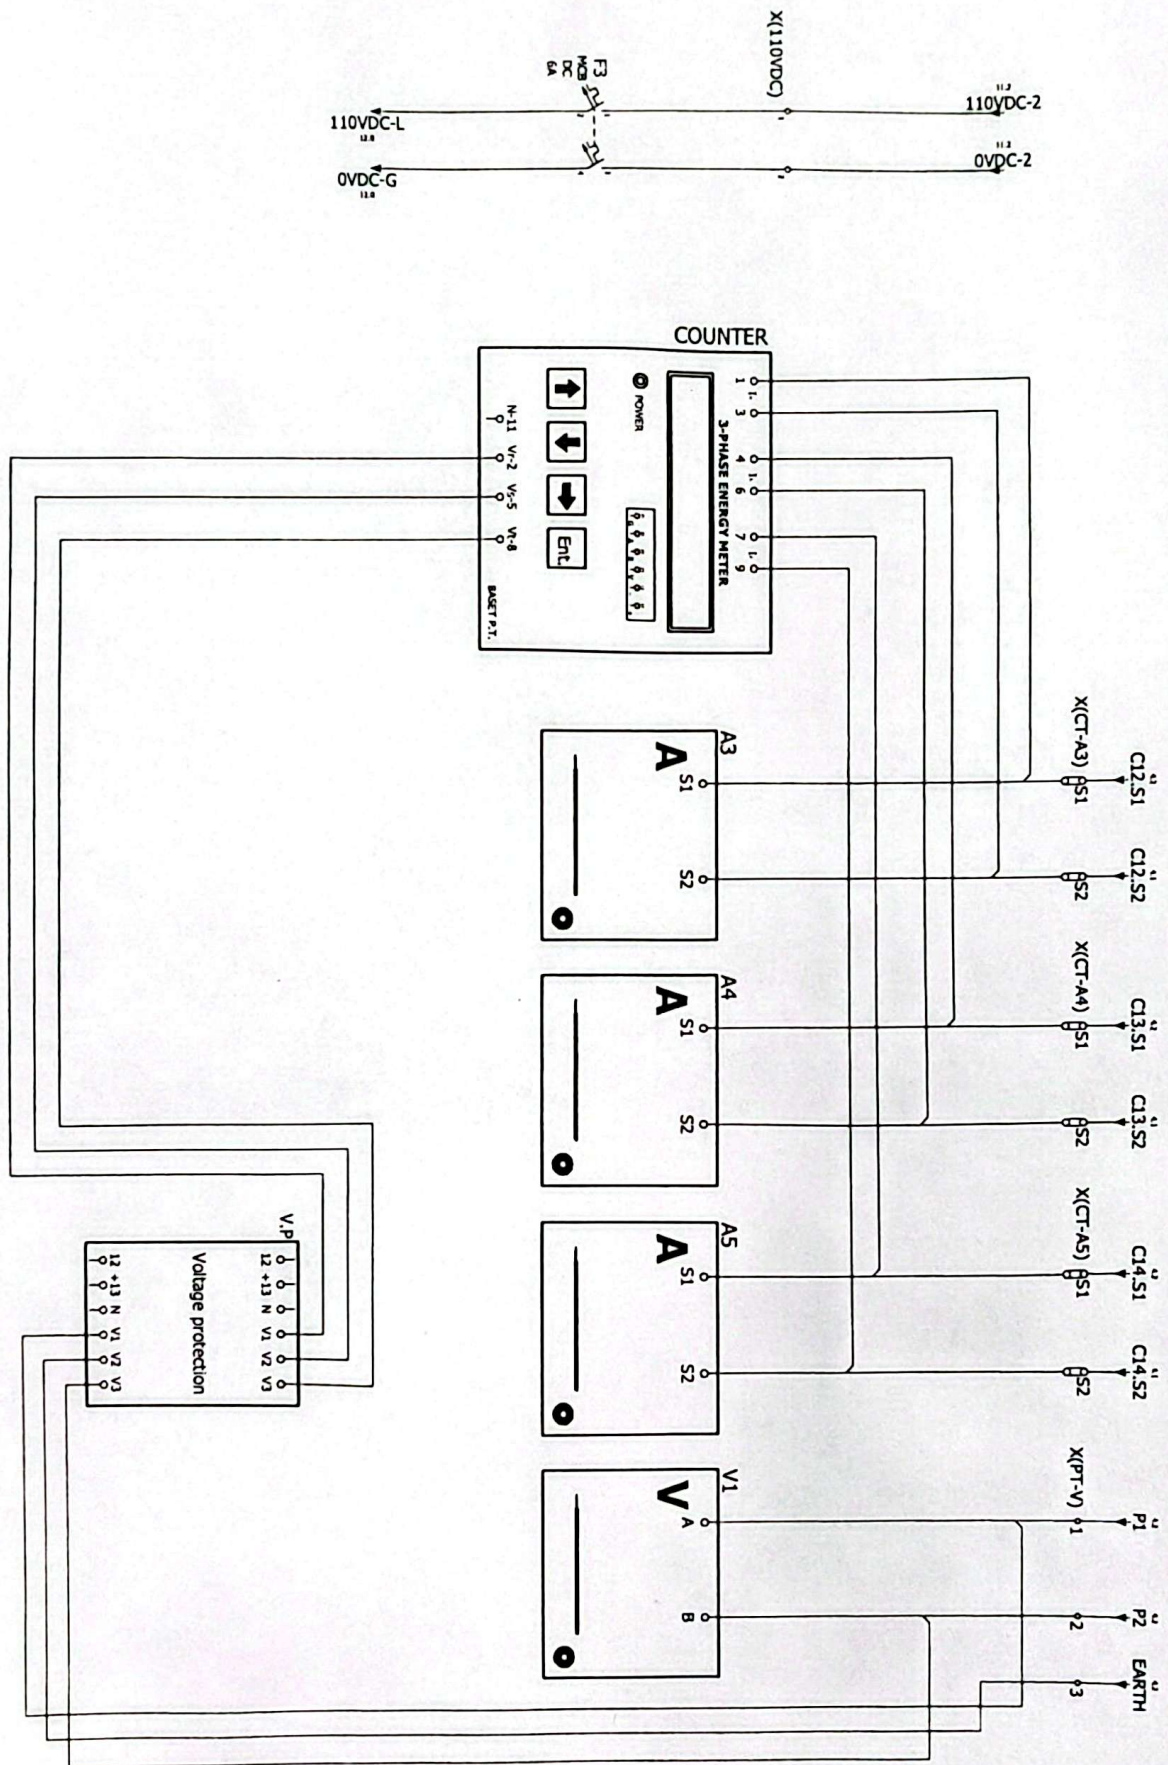 X(110VDC)
110VDC-2
0VDC-2
F3
MCB
DC
6A
110VDC-L
0VDC-G
COUNTER
1
3
4
6
7
9
3-PHASE ENERGY METER
POWER
Ent.
N-11
Vr-2
Vs-5
Vt-8
BASET P.T.
X(CT-A3)
C12.S1
S1
C12.S2
S2
X(CT-A4)
C13.S1
S1
C13.S2
S2
X(CT-A5)
C14.S1
S1
C14.S2
S2
X(PT-V)
P1
1
P2
2
EARTH
3
A3
A
S1
S2
A4
A
S1
S2
A5
A
S1
S2
V1
V
A
B
V.P
12 +13 N V1 V2 V3
Voltage protection
12 +13 N V1 V2 V3